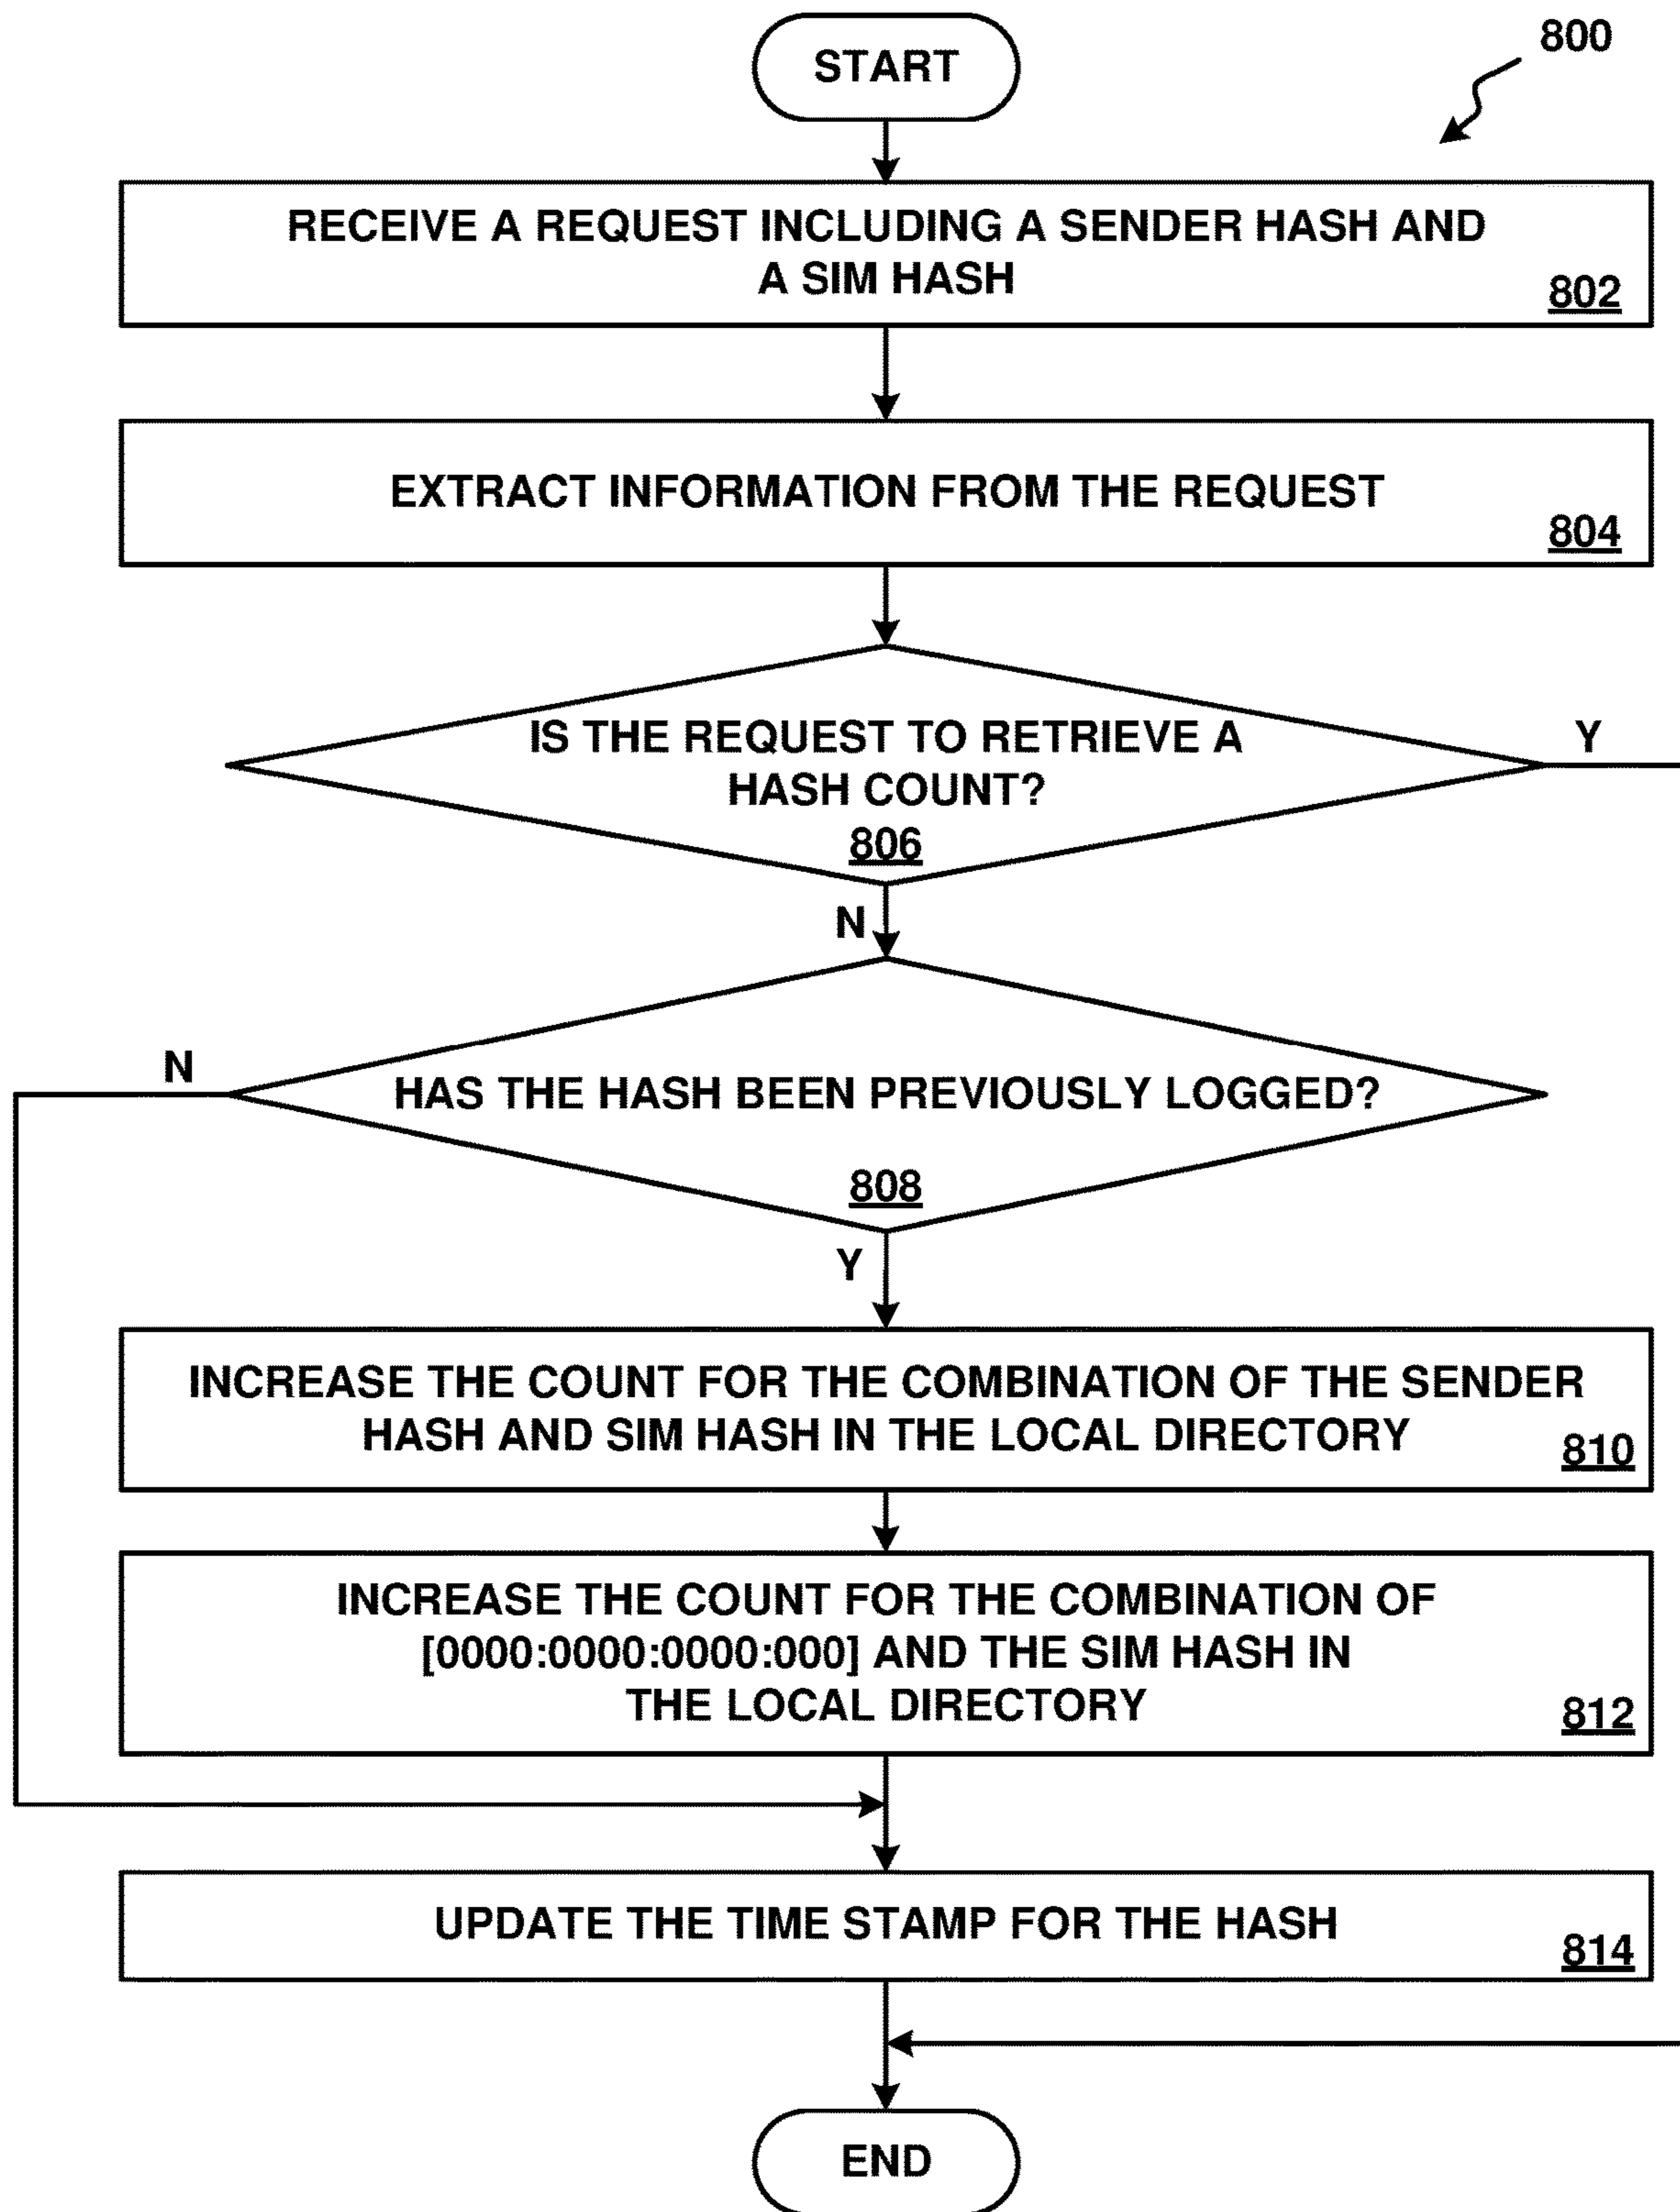 START
800
RECEIVE A REQUEST INCLUDING A SENDER HASH AND
A SIM HASH
802
EXTRACT INFORMATION FROM THE REQUEST
804
IS THE REQUEST TO RETRIEVE A
HASH COUNT?
806
Y
N
HAS THE HASH BEEN PREVIOUSLY LOGGED?
808
N
Y
INCREASE THE COUNT FOR THE COMBINATION OF THE SENDER
HASH AND SIM HASH IN THE LOCAL DIRECTORY
810
INCREASE THE COUNT FOR THE COMBINATION OF
[0000:0000:0000:000] AND THE SIM HASH IN
THE LOCAL DIRECTORY
812
UPDATE THE TIME STAMP FOR THE HASH
814
END